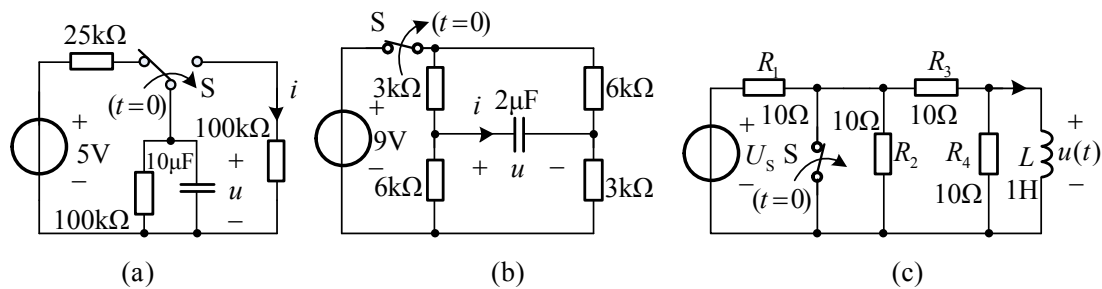 25kΩ
S
(t=0)
i
+
5V
−
10μF
100kΩ
+
u
−
100kΩ
(a)
S
(t=0)
3kΩ
6kΩ
+
9V
−
i
2μF
+ u −
6kΩ
3kΩ
(b)
R1
10Ω
R3
10Ω
+
US
−
S
(t=0)
10Ω
R2
R4
10Ω
L
1H
+
u(t)
−
(c)